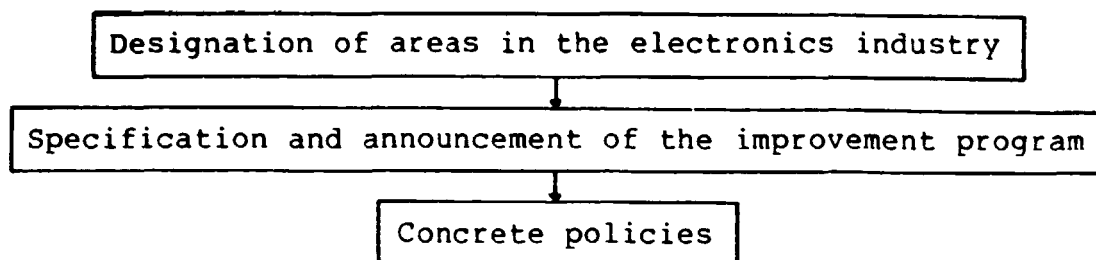 Designation of areas in the electronics industry
Specification and announcement of the improvement program
Concrete policies